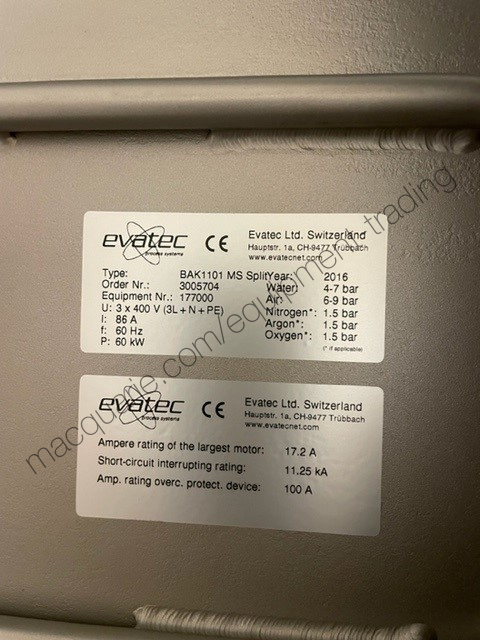 evatec
process systems
CE
Evatec Ltd. Switzerland
Hauptstr. 1a, CH-9477 Trübbach
www.evatecnet.com
Type: BAK1101 MS Split Year: 2016
Order Nr.: 3005704 Water: 4-7 bar
Equipment Nr.: 177000 Air: 6-9 bar
U: 3 x 400 V (3L + N + PE) Nitrogen*: 1.5 bar
I: 86 A Argon*: 1.5 bar
f: 60 Hz Oxygen*: 1.5 bar
P: 60 kW (* if applicable)
evatec
process systems
CE
Evatec Ltd. Switzerland
Hauptstr. 1a, CH-9477 Trübbach
www.evatecnet.com
Ampere rating of the largest motor: 17.2 A
Short-circuit interrupting rating: 11.25 kA
Amp. rating overc. protect. device: 100 A
macquarie.com/equipment-trading